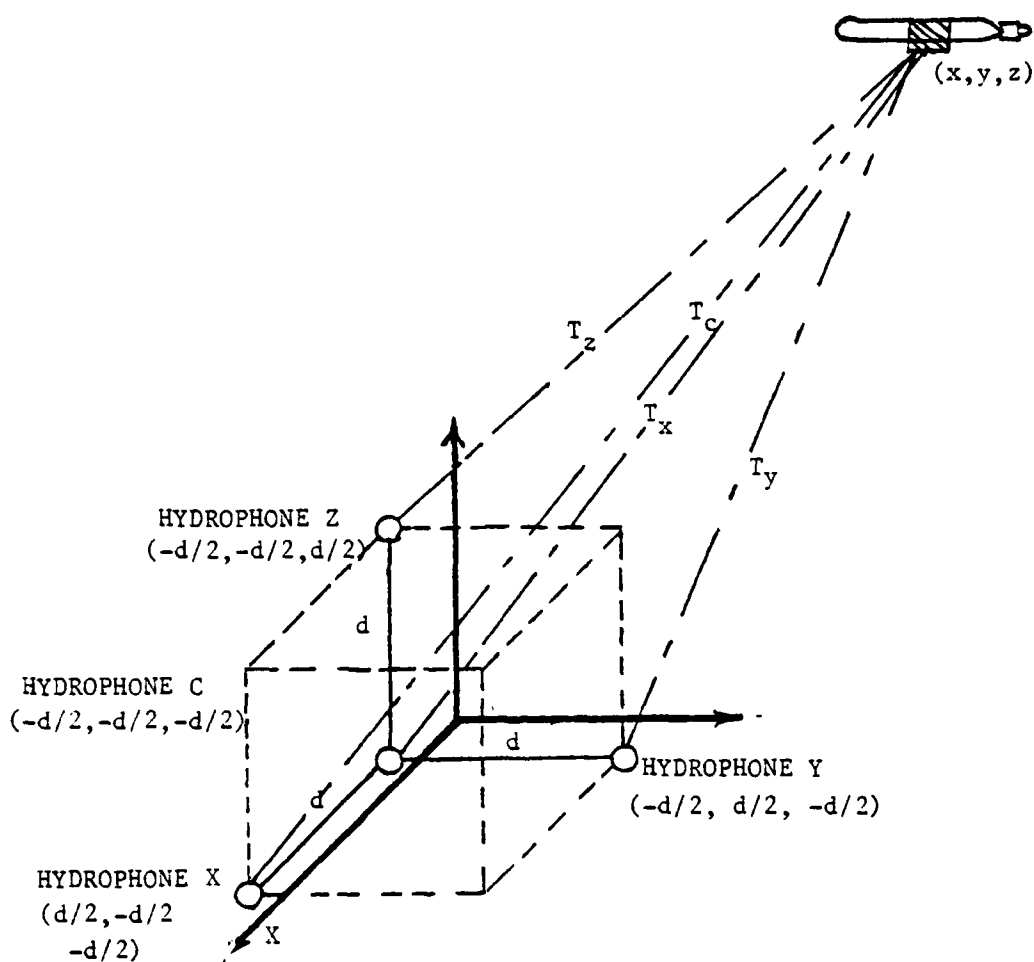 (x,y,z)
T_z
T_c
T_x
T_y
HYDROPHONE Z
(-d/2,-d/2,d/2)
d
HYDROPHONE C
(-d/2,-d/2,-d/2)
d
d
HYDROPHONE Y
(-d/2, d/2, -d/2)
HYDROPHONE X
(d/2,-d/2
-d/2)
X